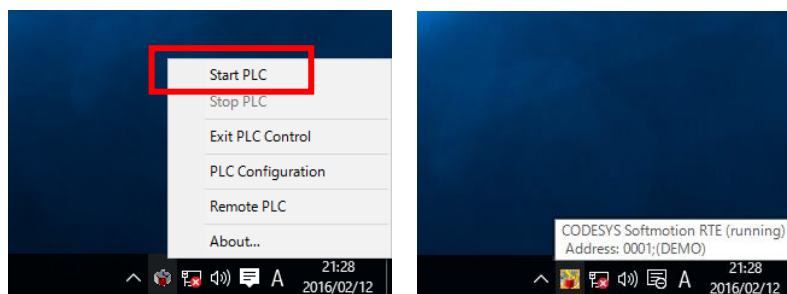 Start PLC
Stop PLC
Exit PLC Control
PLC Configuration
Remote PLC
About...
A
21:28
2016/02/12
CODESYS Softmotion RTE (running)
Address: 0001;(DEMO)
A
21:28
2016/02/12